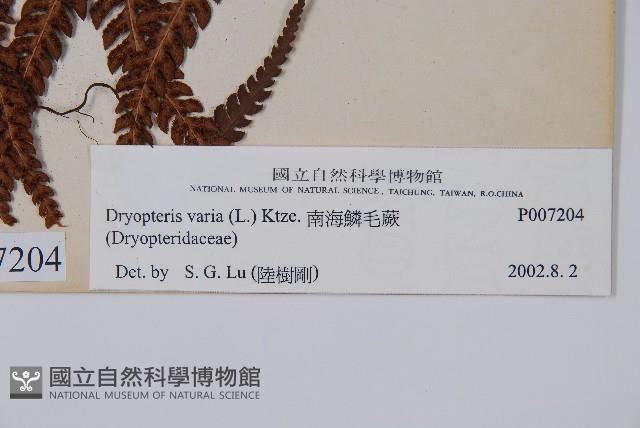 國立自然科學博物館
NATIONAL MUSEUM OF NATURAL SCIENCE, TAICHUNG, TAIWAN, R.O.CHINA
Dryopteris varia (L.) Ktze. 南海鱗毛蕨 P007204
(Dryopteridaceae)
7204
Det. by S. G. Lu (陸樹剛) 2002.8. 2
國立自然科學博物館
NATIONAL MUSEUM OF NATURAL SCIENCE